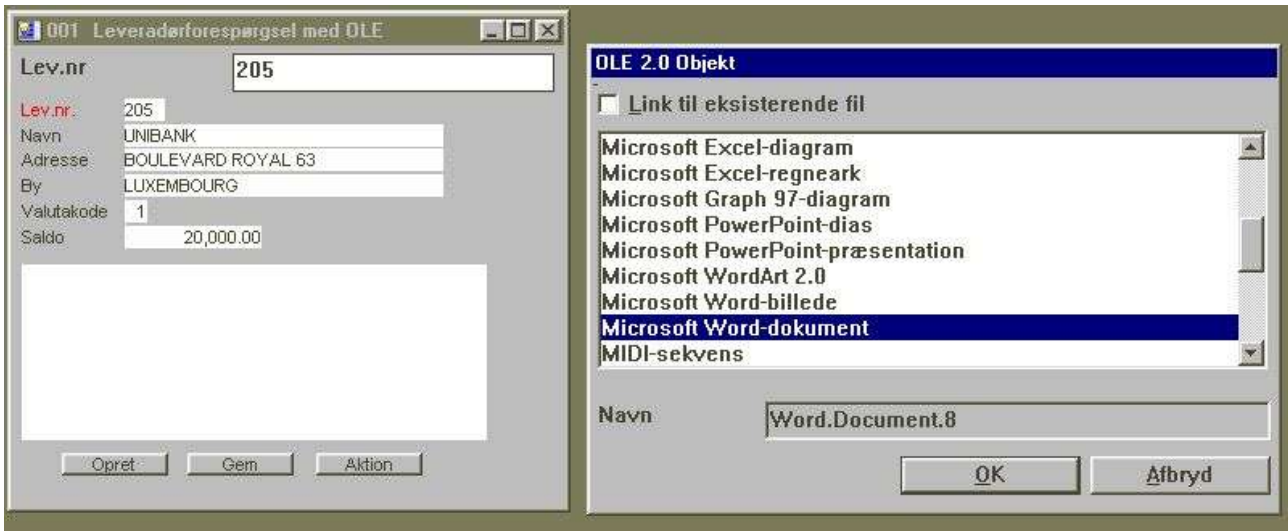 001 Leveradørforespørgsel med OLE
Lev.nr 205
Lev.nr. 205
Navn UNIBANK
Adresse BOULEVARD ROYAL 63
By LUXEMBOURG
Valutakode 1
Saldo 20,000.00
Opret Gem Aktion
OLE 2.0 Objekt
Link til eksisterende fil
Microsoft Excel-diagram
Microsoft Excel-regneark
Microsoft Graph 97-diagram
Microsoft PowerPoint-dias
Microsoft PowerPoint-præsentation
Microsoft WordArt 2.0
Microsoft Word-billede
Microsoft Word-dokument
MIDI-sekvens
Navn Word.Document.8
OK Afbryd